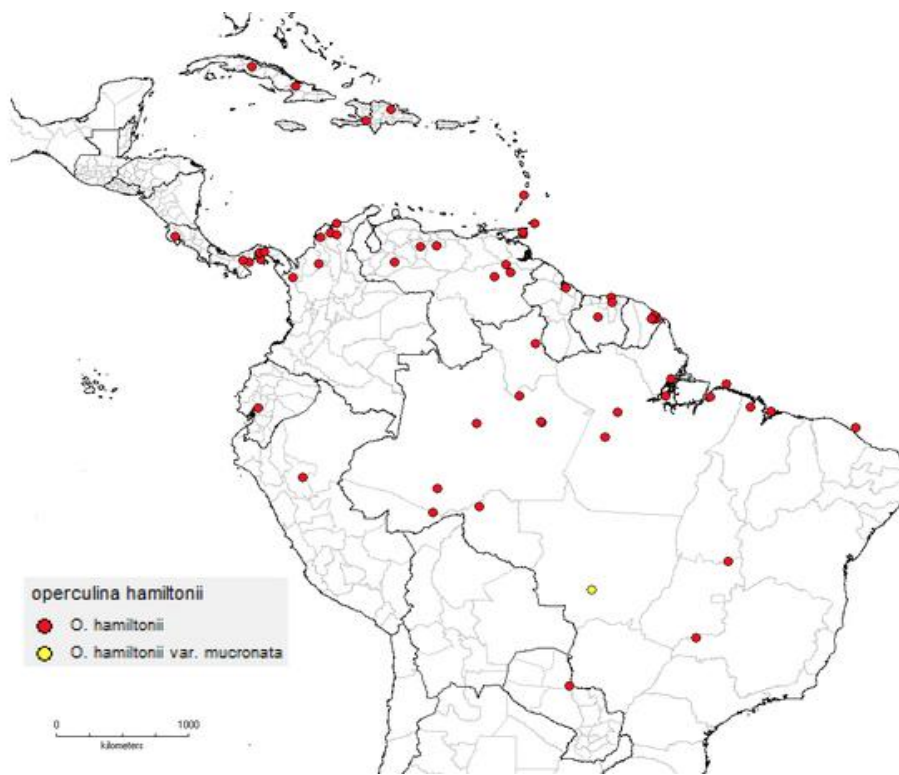 operculina hamiltonii
O. hamiltonii
O. hamiltonii var. mucronata
0 1000
kilometers